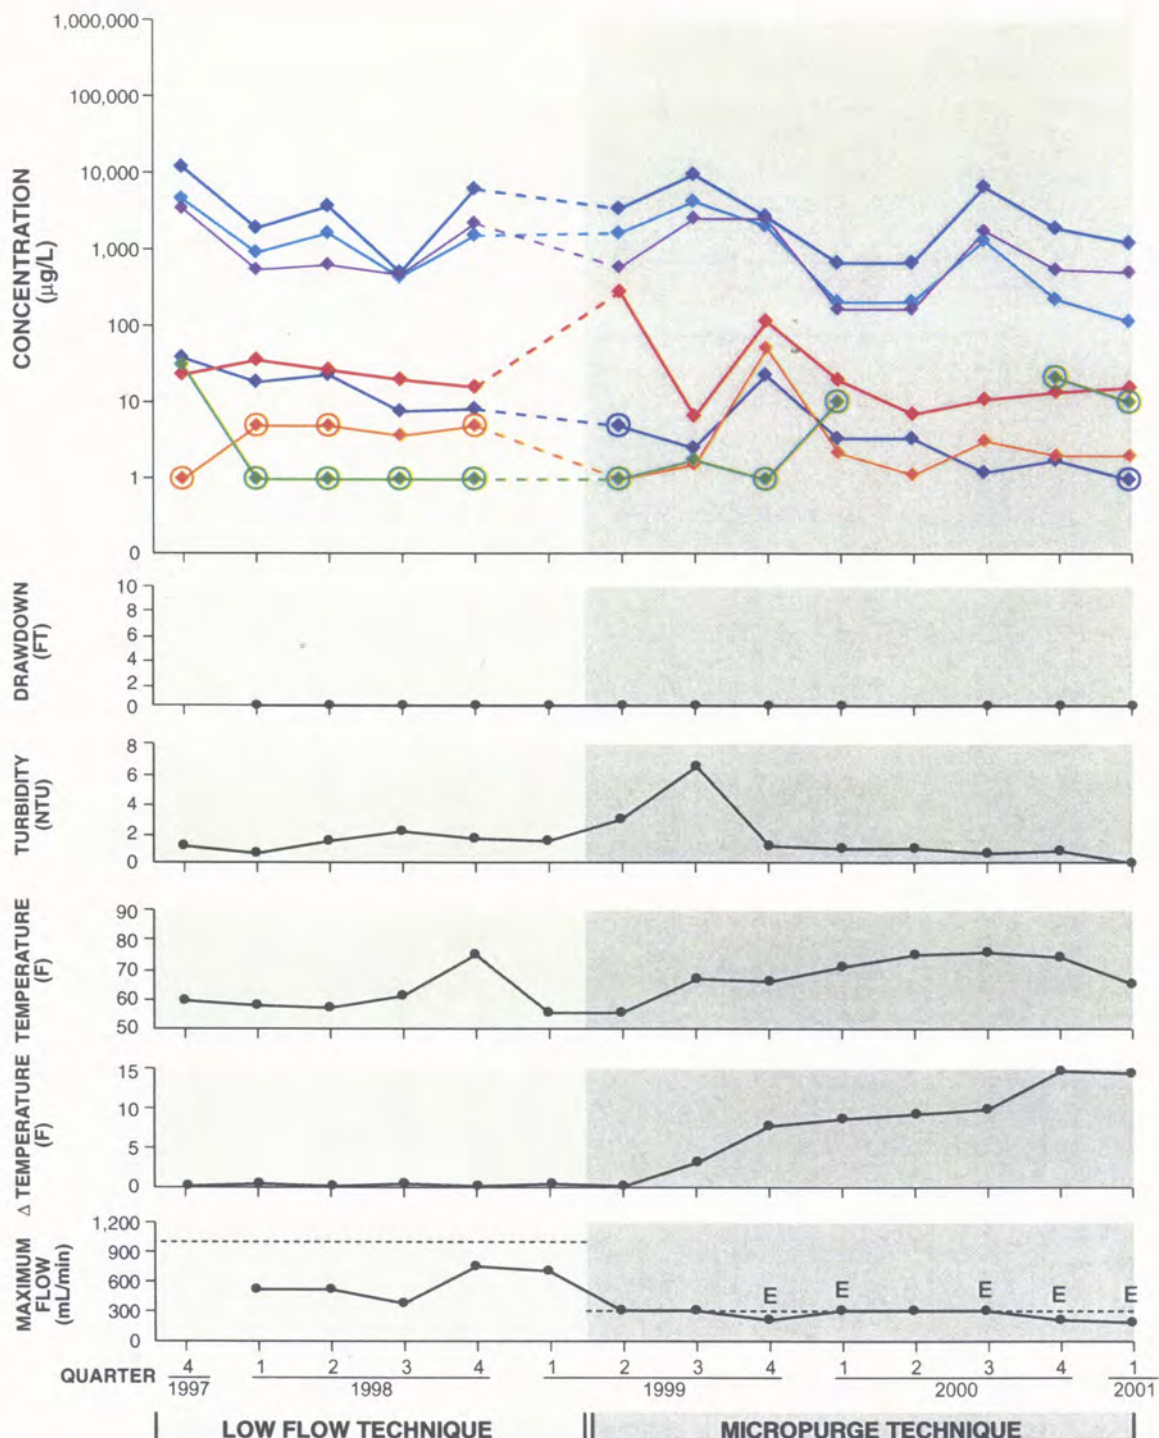 1,000,000
100,000
10,000
1,000
100
10
1
0
CONCENTRATION
(µg/L)
10
8
6
4
2
0
DRAWDOWN
(FT)
8
6
4
2
0
TURBIDITY
(NTU)
90
80
70
60
50
TEMPERATURE
(F)
15
10
5
0
Δ TEMPERATURE
(F)
1,200
900
600
300
0
MAXIMUM
FLOW
(mL/min)
E E E E E
QUARTER 4 1 2 3 4 1 2 3 4 1 2 3 4 1
1997 1998 1999 2000 2001
LOW FLOW TECHNIQUE MICROPURGE TECHNIQUE